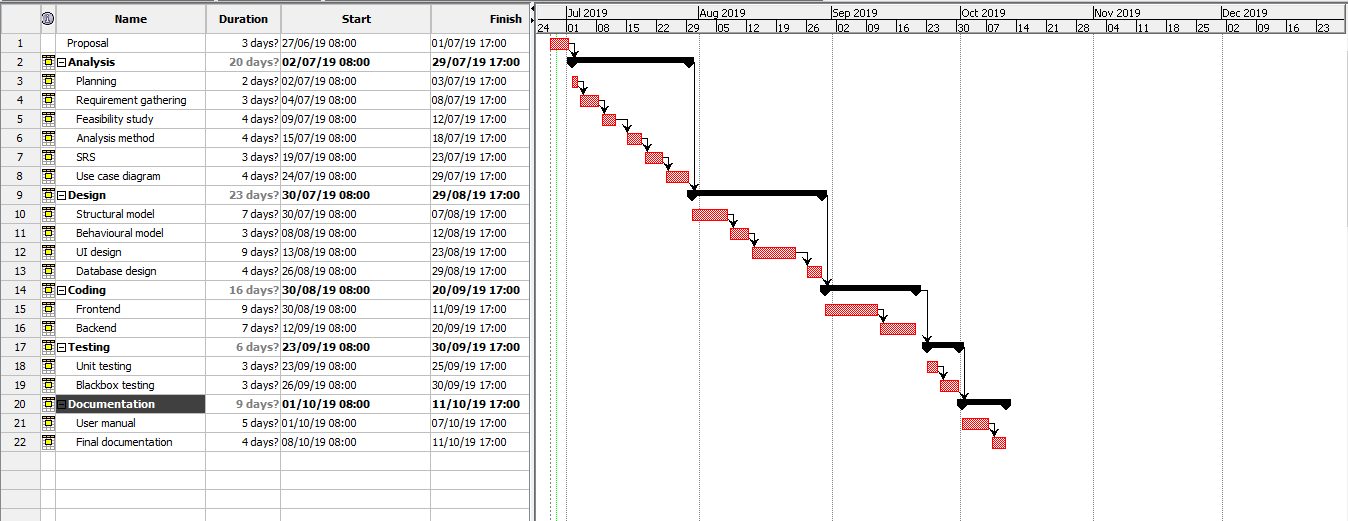 Name Duration Start Finish
1 Proposal 3 days? 27/06/19 08:00 01/07/19 17:00
2 Analysis 20 days? 02/07/19 08:00 29/07/19 17:00
3 Planning 2 days? 02/07/19 08:00 03/07/19 17:00
4 Requirement gathering 3 days? 04/07/19 08:00 08/07/19 17:00
5 Feasibility study 4 days? 09/07/19 08:00 12/07/19 17:00
6 Analysis method 4 days? 15/07/19 08:00 18/07/19 17:00
7 SRS 3 days? 19/07/19 08:00 23/07/19 17:00
8 Use case diagram 4 days? 24/07/19 08:00 29/07/19 17:00
9 Design 23 days? 30/07/19 08:00 29/08/19 17:00
10 Structural model 7 days? 30/07/19 08:00 07/08/19 17:00
11 Behavioural model 3 days? 08/08/19 08:00 12/08/19 17:00
12 UI design 9 days? 13/08/19 08:00 23/08/19 17:00
13 Database design 4 days? 26/08/19 08:00 29/08/19 17:00
14 Coding 16 days? 30/08/19 08:00 20/09/19 17:00
15 Frontend 9 days? 30/08/19 08:00 11/09/19 17:00
16 Backend 7 days? 12/09/19 08:00 20/09/19 17:00
17 Testing 6 days? 23/09/19 08:00 30/09/19 17:00
18 Unit testing 3 days? 23/09/19 08:00 25/09/19 17:00
19 Blackbox testing 3 days? 26/09/19 08:00 30/09/19 17:00
20 Documentation 9 days? 01/10/19 08:00 11/10/19 17:00
21 User manual 5 days? 01/10/19 08:00 07/10/19 17:00
22 Final documentation 4 days? 08/10/19 08:00 11/10/19 17:00
Jul 2019 Aug 2019 Sep 2019 Oct 2019 Nov 2019 Dec 2019
24 01 08 15 22 29 05 12 19 26 02 09 16 23 30 07 14 21 28 04 11 18 25 02 09 16 23